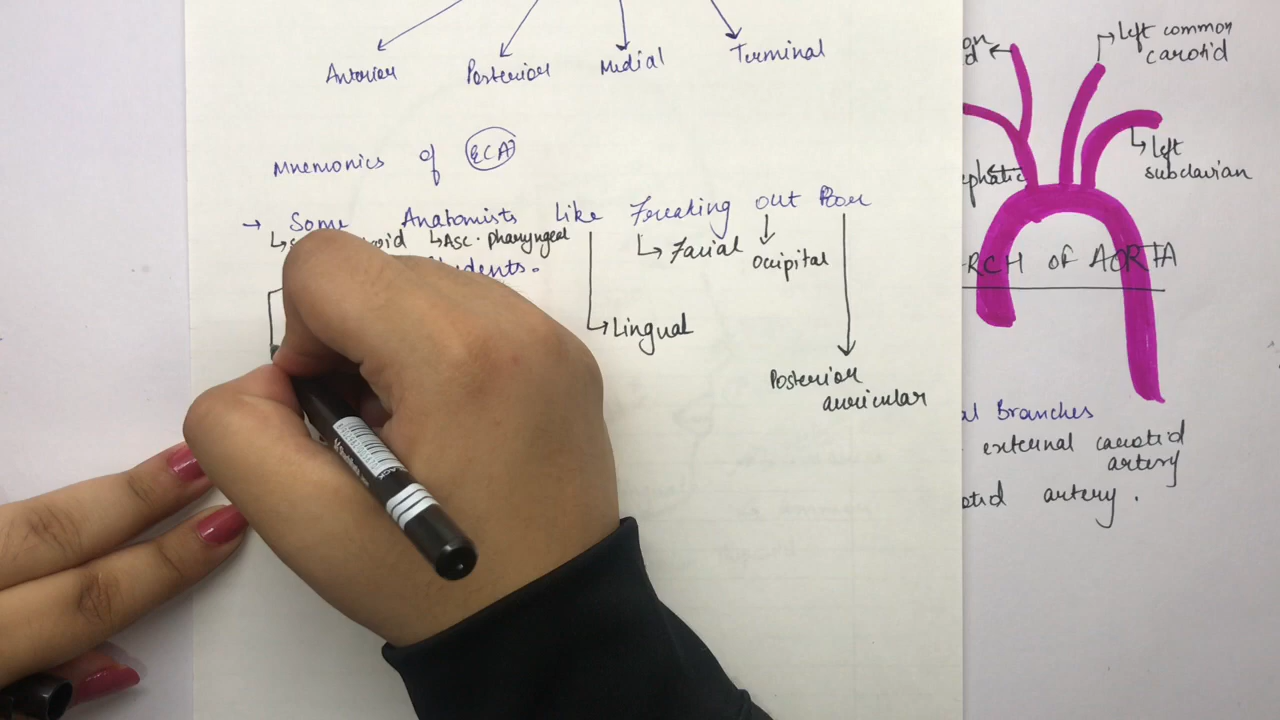 Anterior Posterior Medial Terminal
Mnemonics of ECA
→ Some Anatomists Like Freaking out Poor
Asc. pharyngeal Facial Occipital
Students.
Lingual
Posterior
auricular
Left common
carotid
Left
subclavian
OF AORTA
Branches
external carotid
artery
artery.